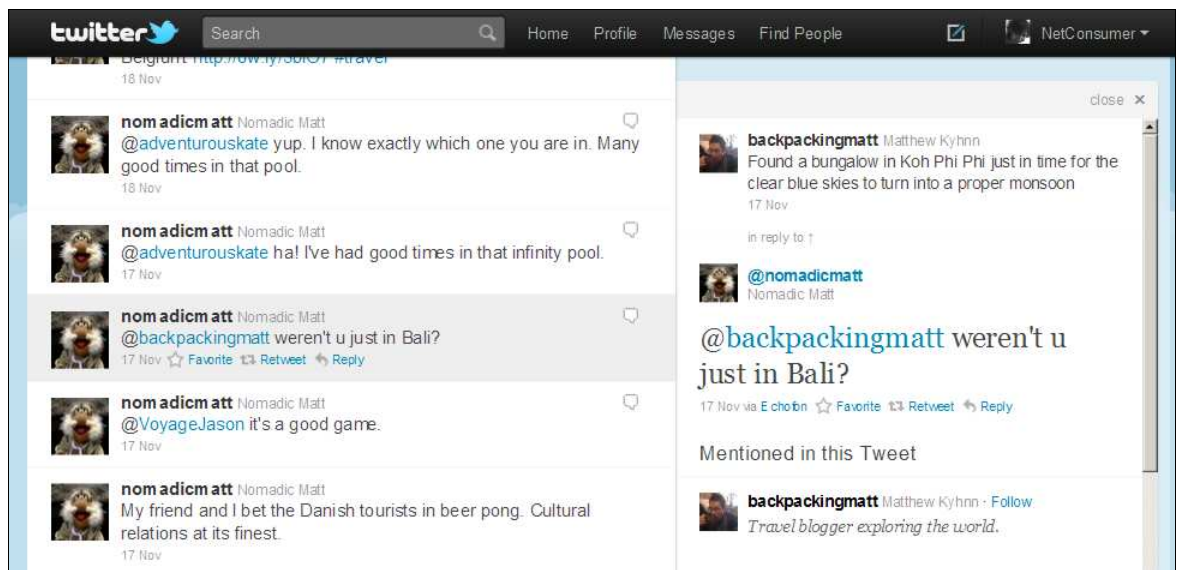 twitter
Search
Home Profile Messages Find People
NetConsumer
#travel
18 Nov
nomadicmatt Nomadic Matt
@adventurouskate yup. I know exactly which one you are in. Many
good times in that pool.
18 Nov
nomadicmatt Nomadic Matt
@adventurouskate ha! I've had good times in that infinity pool.
17 Nov
nomadicmatt Nomadic Matt
@backpackingmatt weren't u just in Bali?
17 Nov Favorite Retweet Reply
nomadicmatt Nomadic Matt
@VoyageJason it's a good game.
17 Nov
nomadicmatt Nomadic Matt
My friend and I bet the Danish tourists in beer pong. Cultural
relations at its finest.
17 Nov
close ×
backpackingmatt Matthew Kyhnn
Found a bungalow in Koh Phi Phi just in time for the
clear blue skies to turn into a proper monsoon
17 Nov
in reply to ↑
@nomadicmatt
Nomadic Matt
@backpackingmatt weren't u
just in Bali?
17 Nov via Echofon Favorite Retweet Reply
Mentioned in this Tweet
backpackingmatt Matthew Kyhnn · Follow
Travel blogger exploring the world.